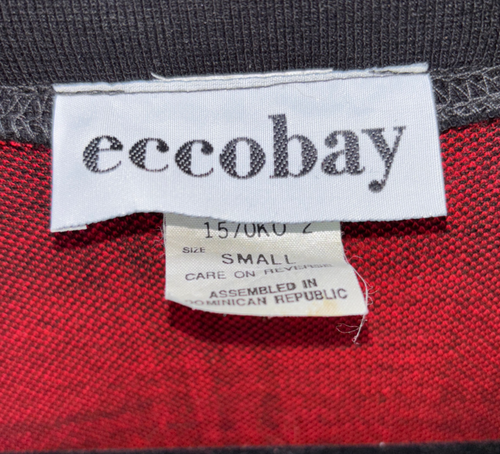 eccobay
SIZE SMALL
CARE ON REVERSE
ASSEMBLED IN
DOMINICAN REPUBLIC